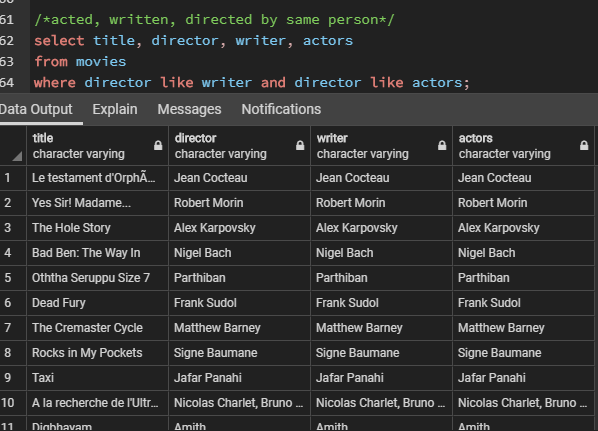 61 /*acted, written, directed by same person*/
62 select title, director, writer, actors
63 from movies
64 where director like writer and director like actors;
Data Output Explain Messages Notifications
title director writer actors
character varying character varying character varying character varying
1 Le testament d'OrphÃ... Jean Cocteau Jean Cocteau Jean Cocteau
2 Yes Sir! Madame... Robert Morin Robert Morin Robert Morin
3 The Hole Story Alex Karpovsky Alex Karpovsky Alex Karpovsky
4 Bad Ben: The Way In Nigel Bach Nigel Bach Nigel Bach
5 Oththa Seruppu Size 7 Parthiban Parthiban Parthiban
6 Dead Fury Frank Sudol Frank Sudol Frank Sudol
7 The Cremaster Cycle Matthew Barney Matthew Barney Matthew Barney
8 Rocks in My Pockets Signe Baumane Signe Baumane Signe Baumane
9 Taxi Jafar Panahi Jafar Panahi Jafar Panahi
10 A la recherche de l'Ultr... Nicolas Charlet, Bruno ... Nicolas Charlet, Bruno ... Nicolas Charlet, Bruno ...
11 Amith Amith Amith